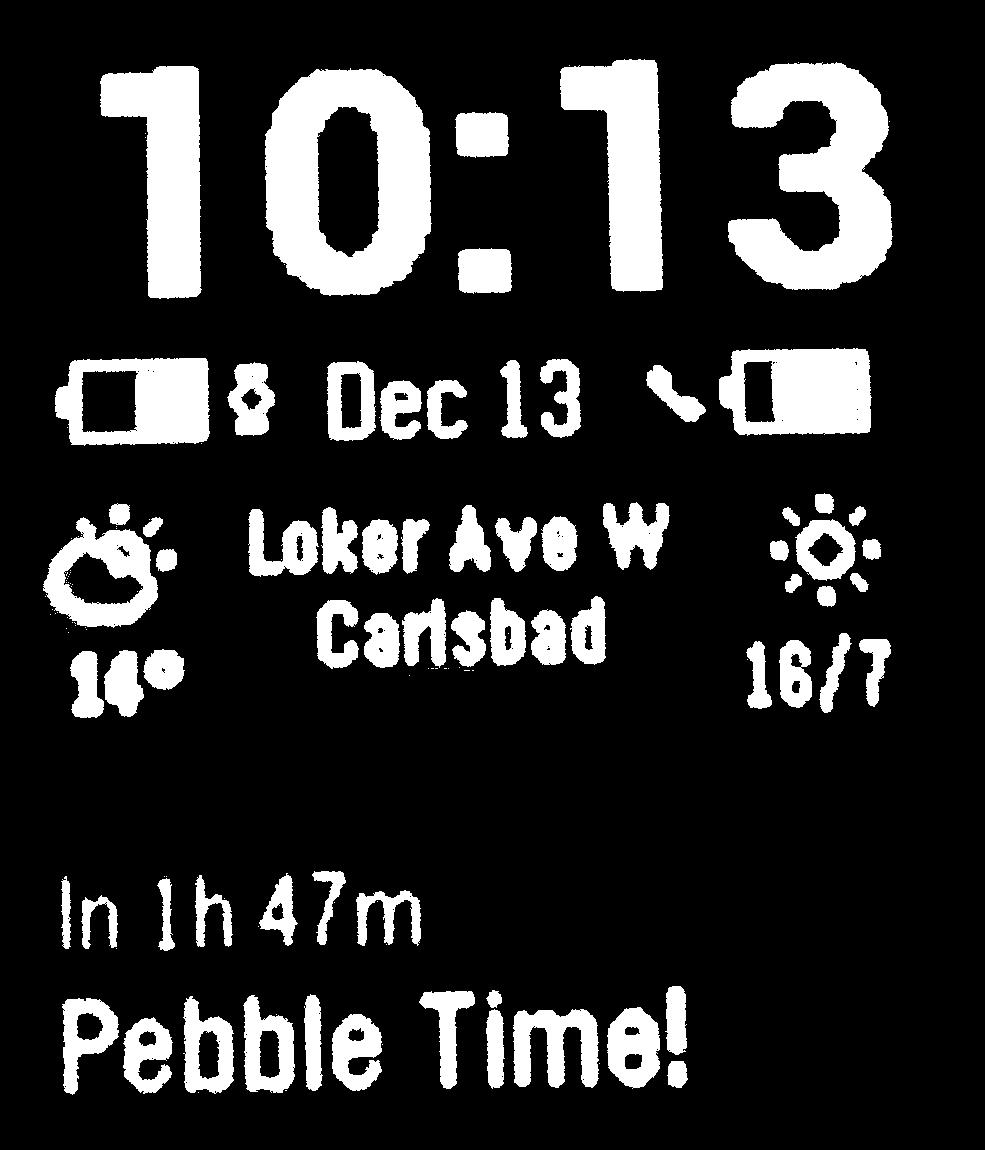 10:13
Dec 13
Loker Ave W
Carlsbad
14°
16/7
In 1h 47m
Pebble Time!